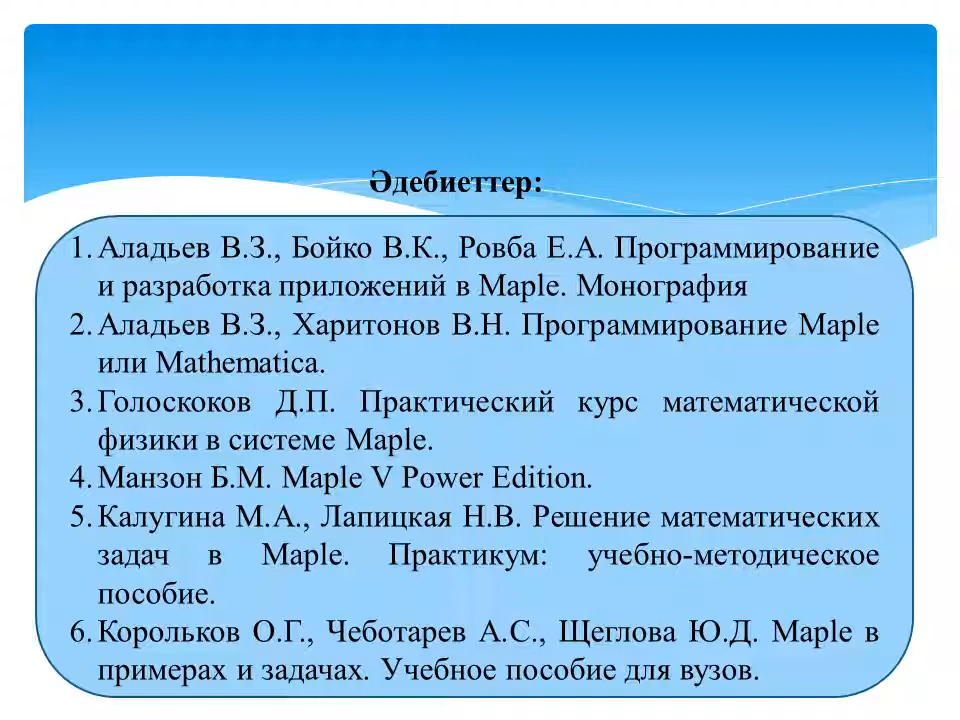 Әдебиеттер:
1. Аладьев В.З., Бойко В.К., Ровба Е.А. Программирование
и разработка приложений в Maple. Монография
2. Аладьев В.З., Харитонов В.Н. Программирование Maple
или Mathematica.
3. Голоскоков Д.П. Практический курс математической
физики в системе Maple.
4. Манзон Б.М. Maple V Power Edition.
5. Калугина М.А., Лапицкая Н.В. Решение математических
задач в Maple. Практикум: учебно-методическое
пособие.
6. Корольков О.Г., Чеботарев А.С., Щеглова Ю.Д. Maple в
примерах и задачах. Учебное пособие для вузов.